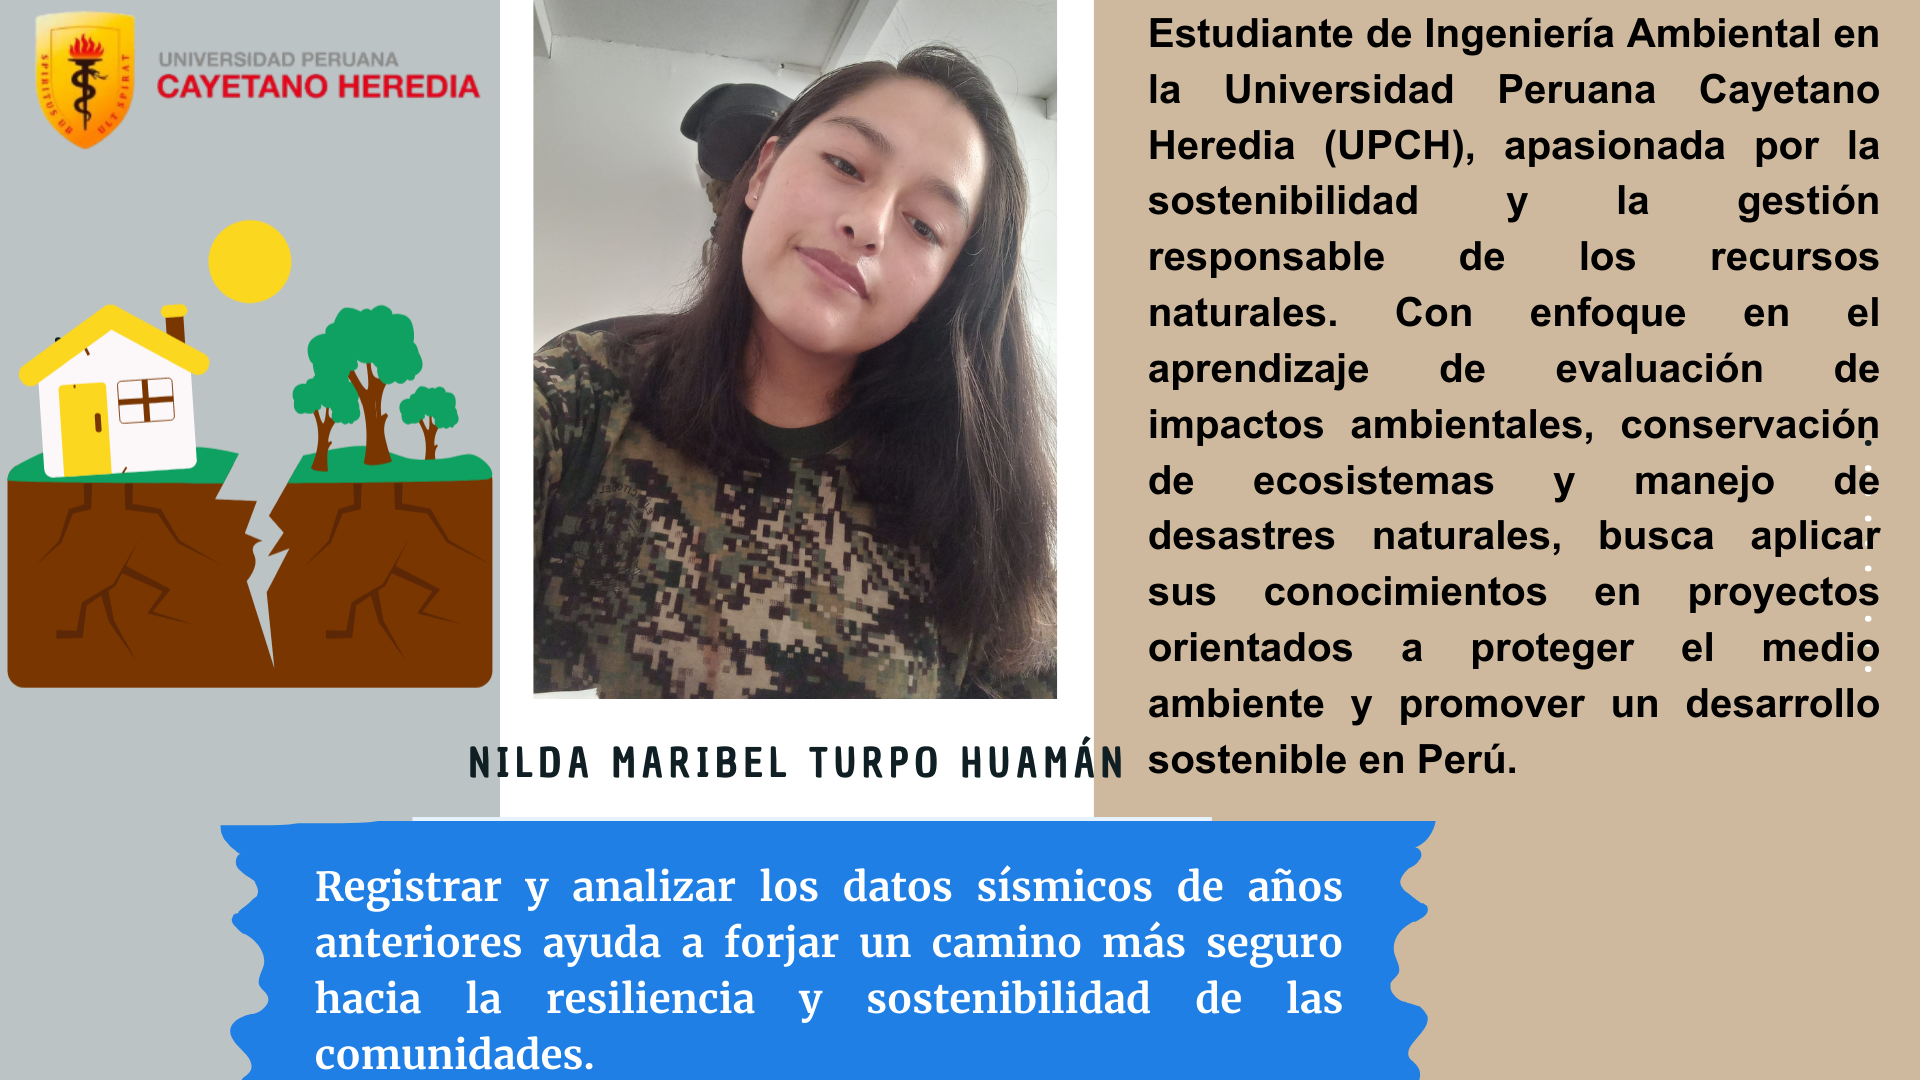 UNIVERSIDAD PERUANA
CAYETANO HEREDIA
SPIRITUS UBI
ULT SPIRAT
NILDA MARIBEL TURPO HUAMÁN
Estudiante de Ingeniería Ambiental en
la Universidad Peruana Cayetano
Heredia (UPCH), apasionada por la
sostenibilidad y la gestión
responsable de los recursos
naturales. Con enfoque en el
aprendizaje de evaluación de
impactos ambientales, conservación
de ecosistemas y manejo de
desastres naturales, busca aplicar
sus conocimientos en proyectos
orientados a proteger el medio
ambiente y promover un desarrollo
sostenible en Perú.
Registrar y analizar los datos sísmicos de años
anteriores ayuda a forjar un camino más seguro
hacia la resiliencia y sostenibilidad de las
comunidades.